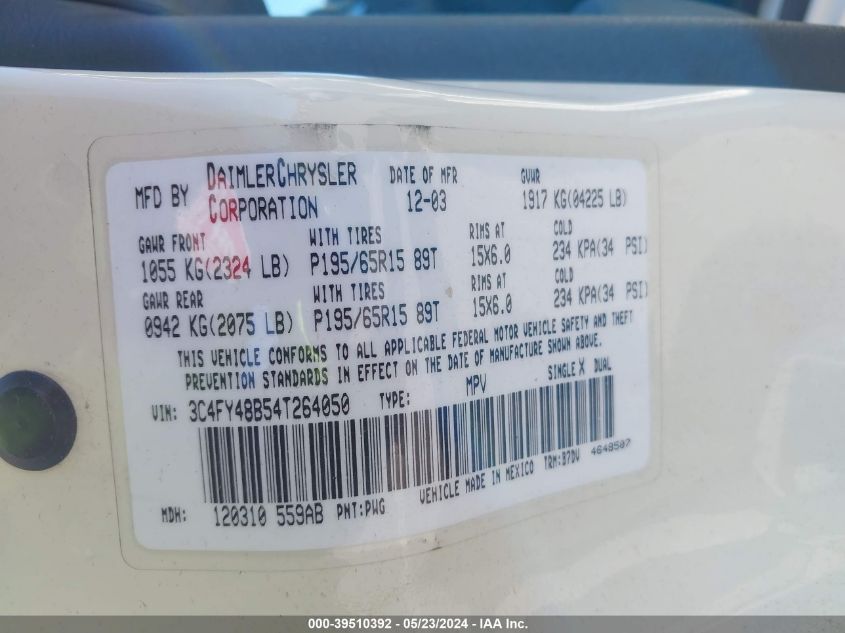 MFD BY DAIMLERCHRYSLER CORPORATION DATE OF MFR 12-03 GVWR 1917 KG(04225 LB)
GAWR FRONT WITH TIRES RIMS AT COLD
1055 KG(2324 LB) P195/65R15 89T 15X6.0 234 KPA(34 PSI)
GAWR REAR WITH TIRES RIMS AT COLD
0942 KG(2075 LB) P195/65R15 89T 15X6.0 234 KPA(34 PSI)
THIS VEHICLE CONFORMS TO ALL APPLICABLE FEDERAL MOTOR VEHICLE SAFETY AND THEFT
PREVENTION STANDARDS IN EFFECT ON THE DATE OF MANUFACTURE SHOWN ABOVE.
VIN: 3C4FY48B54T264050 TYPE: MPV SINGLE X DUAL
MDH: 120310 559AB PNT:PWG VEHICLE MADE IN MEXICO TRM:B7DV 4648507
000-39510392 - 05/23/2024 - IAA Inc.